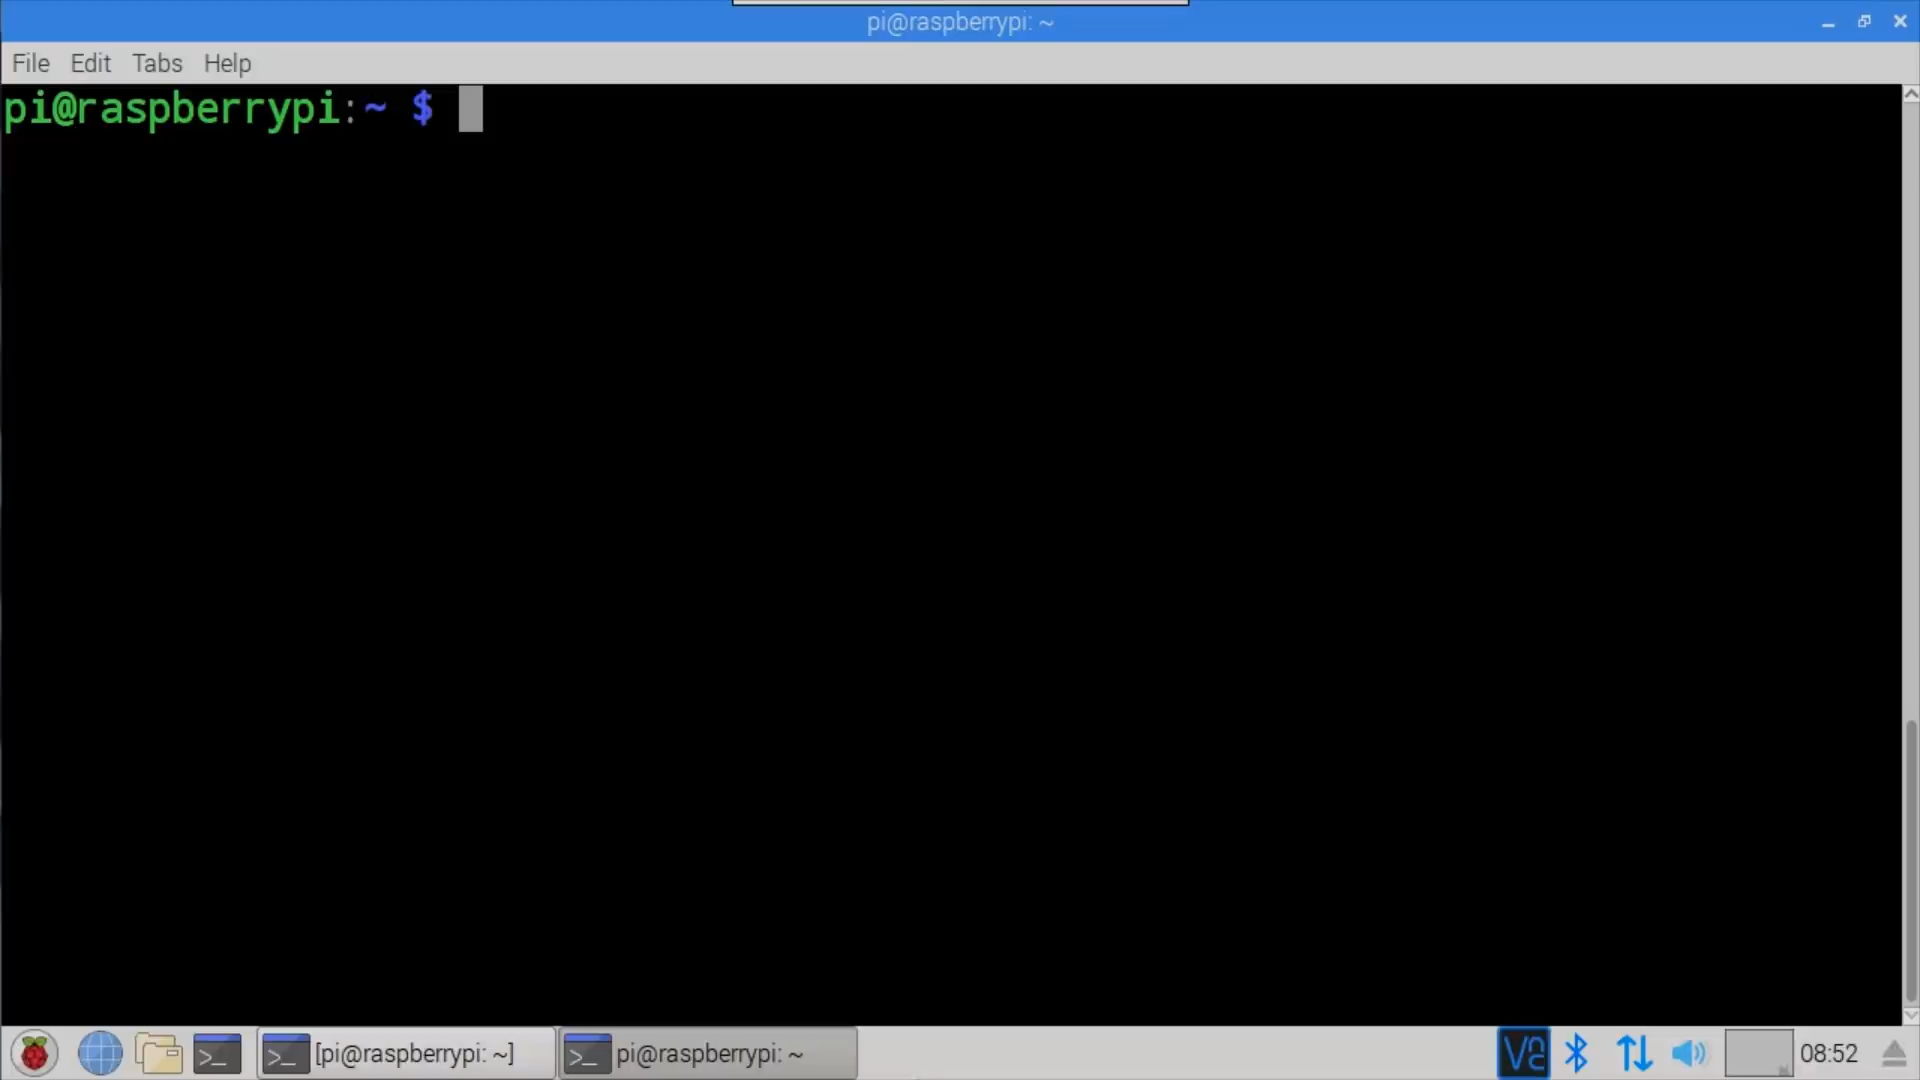 pi@raspberrypi: ~
File Edit Tabs Help
pi@raspberrypi:~ $
[pi@raspberrypi: ~]
pi@raspberrypi: ~
08:52